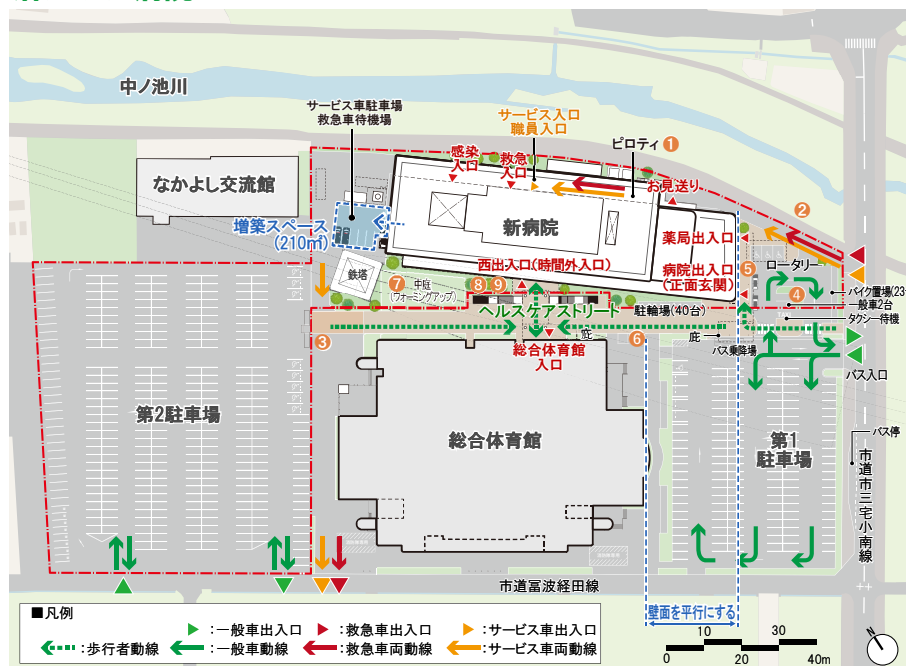 中ノ池川
サービス車駐車場
救急車待機場
サービス入口
職員入口
ピロティ ①
感染
入口
救急
入口
お見送り
なかよし交流館
新病院
②
増築スペース
(210㎡)
薬局出入口
西出入口(時間外入口)
病院出入口
(正面玄関)
⑤
ロータリー
鉄塔
⑦ 中庭
(ウォーミングアップ)
⑧ ⑨
④
バイク置場(23
一般車2台
タクシー待機
ヘルスケアストリート
駐輪場(40台)
③
庇
⑥
庇
バス乗降場
総合体育館
入口
バス入口
第2駐車場
総合体育館
第1
駐車場
バス停
市道市三宅小南線
市道冨波経田線
壁面を平行にする
■凡例
:一般車出入口
:救急車出入口
:サービス車出入口
:歩行者動線
:一般車動線
:救急車両動線
:サービス車両動線
10 30
0 20 40m
N